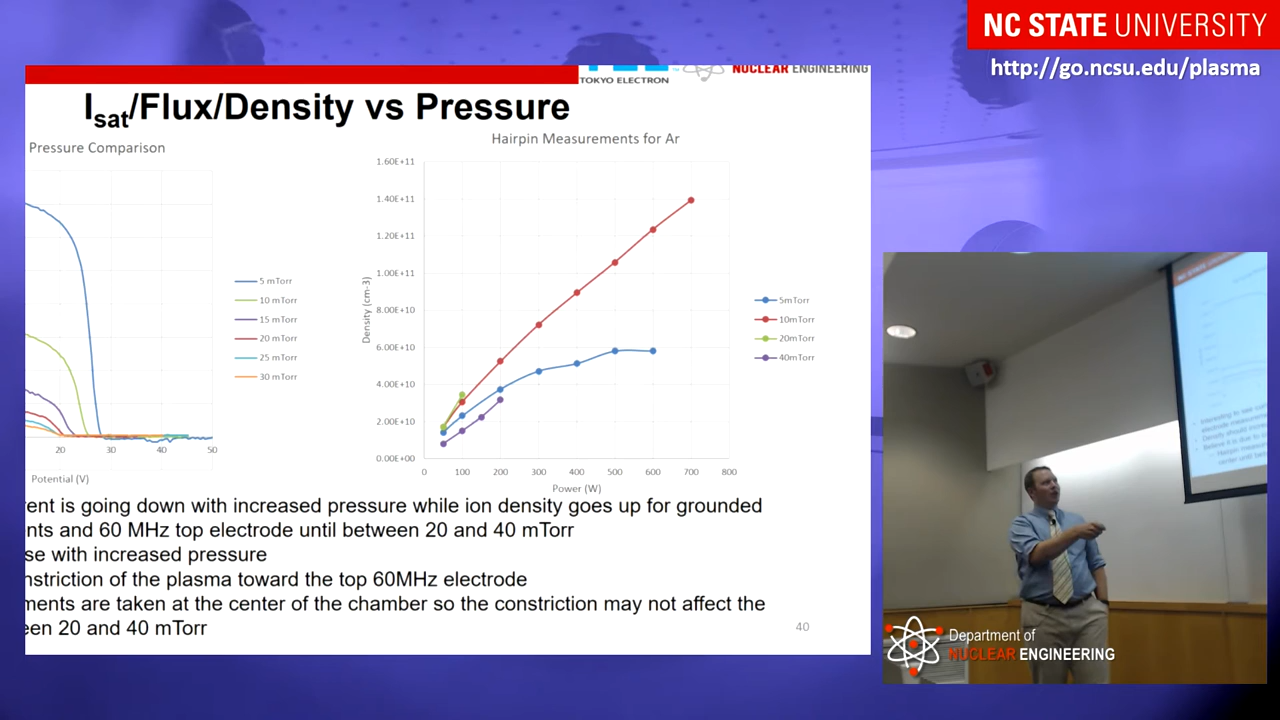 NC STATE UNIVERSITY
http://go.ncsu.edu/plasma
TOKYO ELECTRON
NUCLEAR ENGINEERING
Isat/Flux/Density vs Pressure
Pressure Comparison
5 mTorr
10 mTorr
15 mTorr
20 mTorr
25 mTorr
30 mTorr
20 30 40 50
Potential (V)
Hairpin Measurements for Ar
1.60E+11
1.40E+11
1.20E+11
1.00E+11
8.00E+10
6.00E+10
4.00E+10
2.00E+10
0.00E+00
Density (cm-3)
0 100 200 300 400 500 600 700 800
Power (W)
5mTorr
10mTorr
20mTorr
40mTorr
rent is going down with increased pressure while ion density goes up for grounded
nts and 60 MHz top electrode until between 20 and 40 mTorr
se with increased pressure
nstriction of the plasma toward the top 60MHz electrode
ments are taken at the center of the chamber so the constriction may not affect the
een 20 and 40 mTorr
40
NC STATE UNIVERSITY
Department of
NUCLEAR ENGINEERING